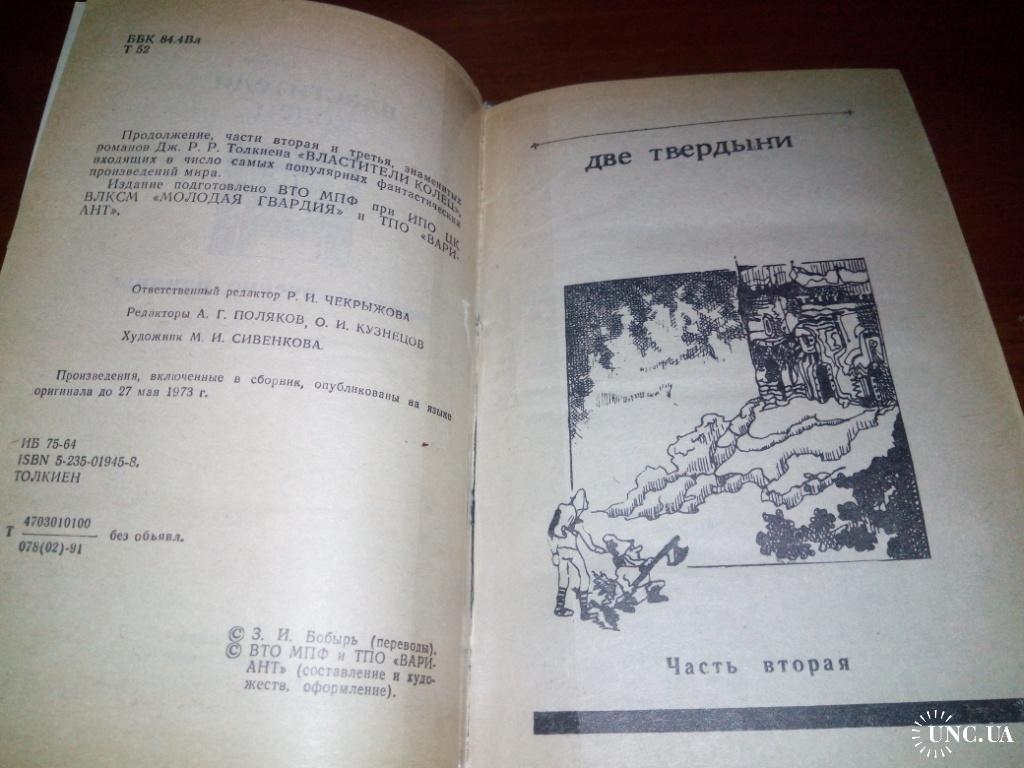 ББК 84.4Вл
Т 52
Продолжение, части вторая и третья, знаменитых
романов Дж. Р. Р. Толкиена «ВЛАСТИТЕЛИ КОЛЕЦ»,
входящих в число самых популярных фантастических
произведений мира.
Издание подготовлено ВТО МПФ при ИПО ЦК
ВЛКСМ «МОЛОДАЯ ГВАРДИЯ» и ТПО «ВАРИ-
АНТ».
Ответственный редактор Р. И. ЧЕКРЫЖОВА
Редакторы А. Г. ПОЛЯКОВ, О. И. КУЗНЕЦОВ
Художник М. И. СИВЕНКОВА.
Произведения, включенные в сборник, опубликованы на языке
оригинала до 27 мая 1973 г.
ИБ 75-64
ISBN 5-235-01945-8.
ТОЛКИЕН
Т 4703010100 без объявл.
078(02)-91
© З. И. Бобырь (переводы).
© ВТО МПФ и ТПО «ВАРИ-
АНТ» (составление и худо-
жеств. оформление).
две твердыни
Часть вторая
UNC.UA